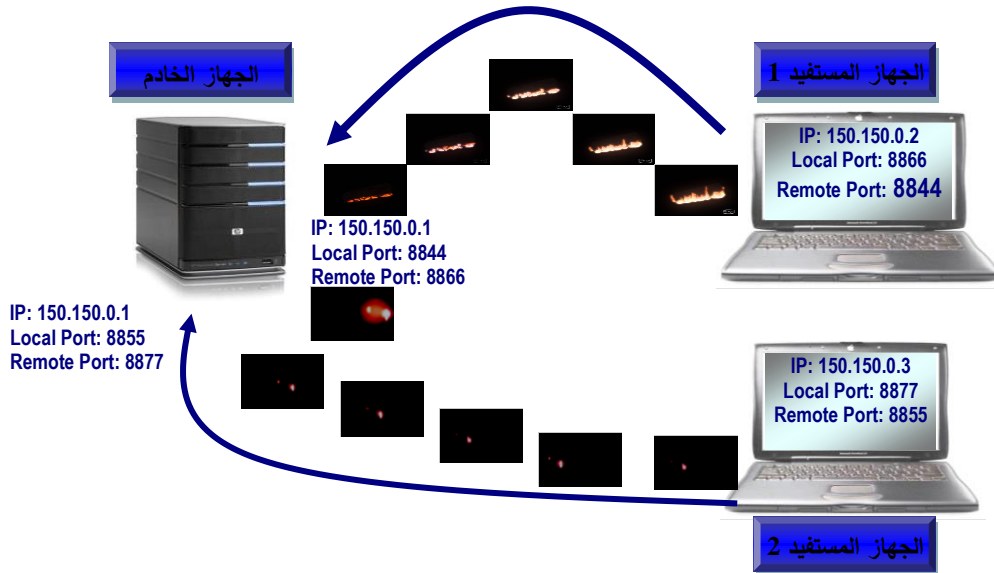 الجهاز الخادم
الجهاز المستفيد 1
IP: 150.150.0.2
Local Port: 8866
Remote Port: 8844
IP: 150.150.0.1
Local Port: 8844
Remote Port: 8866
IP: 150.150.0.1
Local Port: 8855
Remote Port: 8877
IP: 150.150.0.3
Local Port: 8877
Remote Port: 8855
الجهاز المستفيد 2